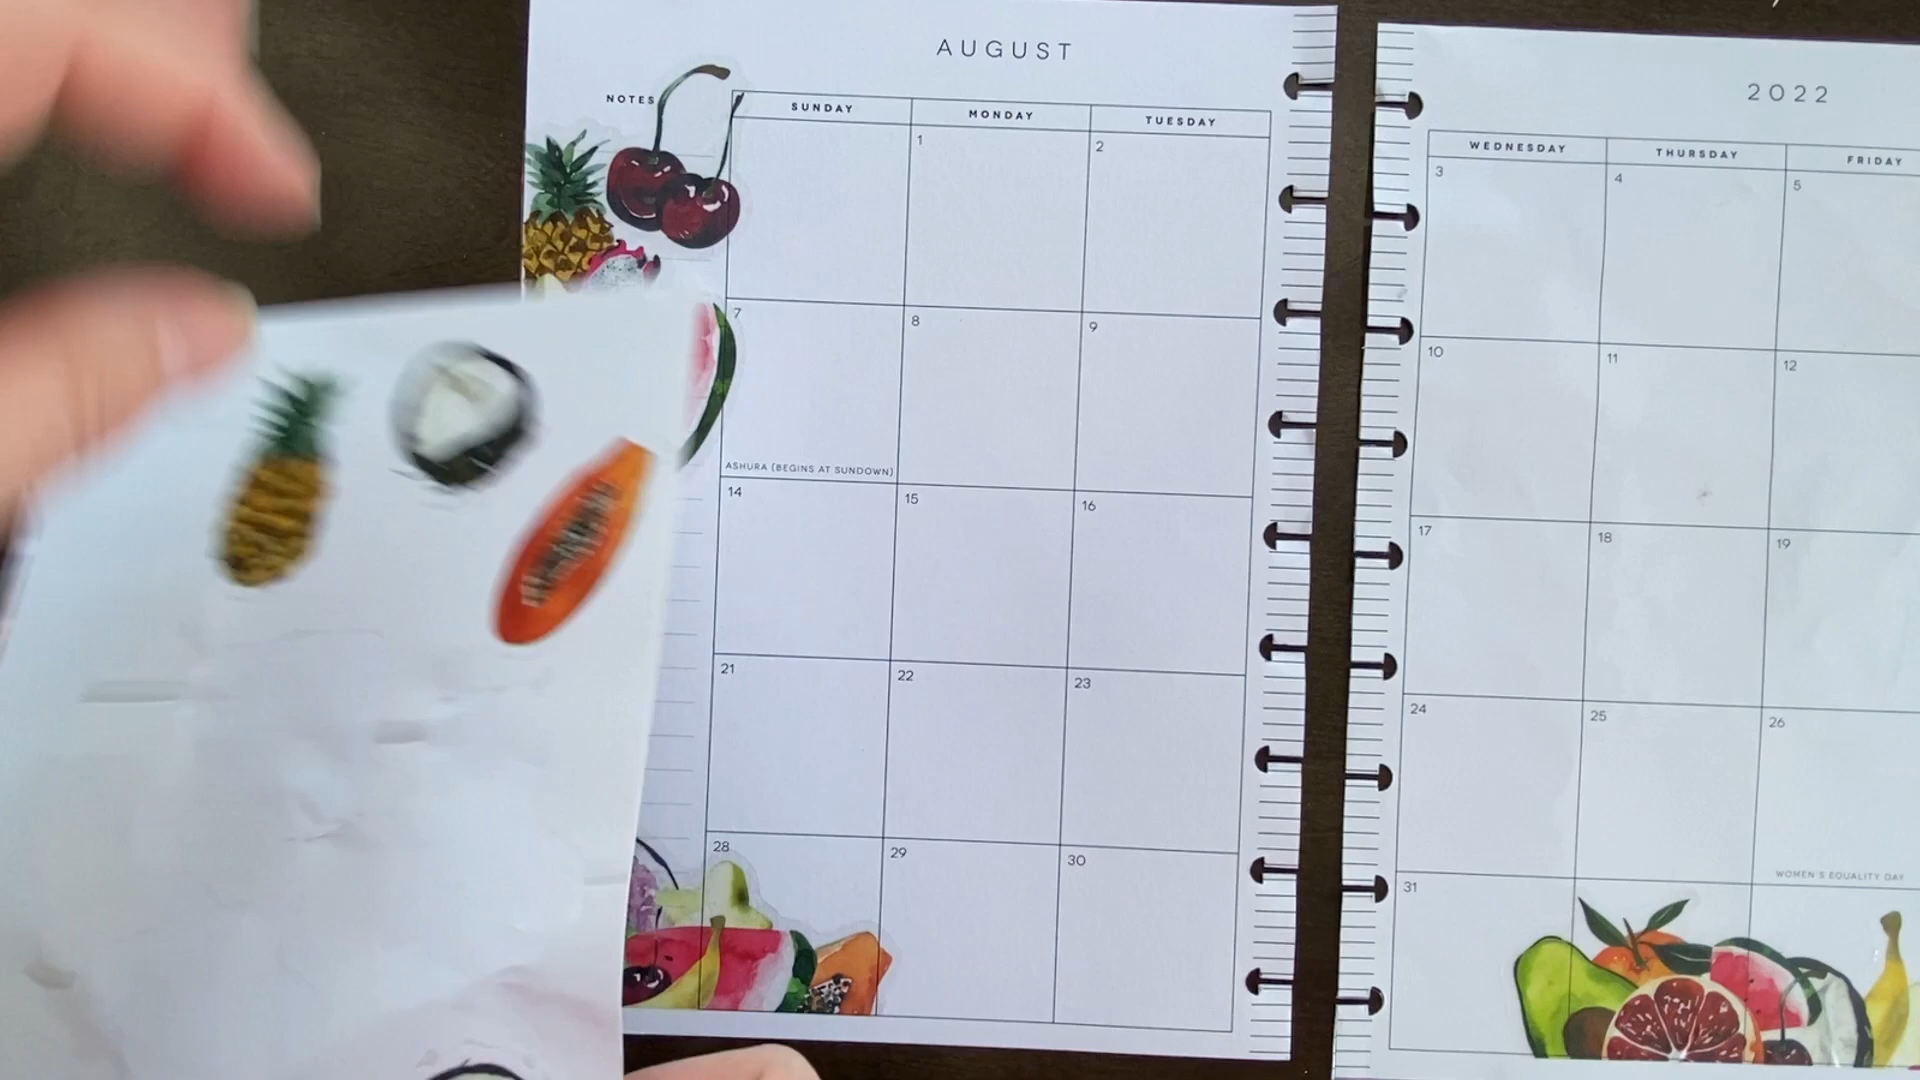 AUGUST
2022
NOTES
SUNDAY MONDAY TUESDAY
WEDNESDAY THURSDAY FRIDAY
1 2
3 4 5
7 8 9
10 11 12
ASHURA (BEGINS AT SUNDOWN)
14 15 16
17 18 19
21 22 23
24 25 26
WOMEN'S EQUALITY DAY
28 29 30
31